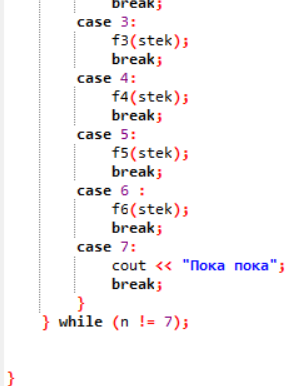 break;
case 3:
f3(stek);
break;
case 4:
f4(stek);
break;
case 5:
f5(stek);
break;
case 6 :
f6(stek);
break;
case 7:
cout << "Пока пока";
break;
}
} while (n != 7);
}